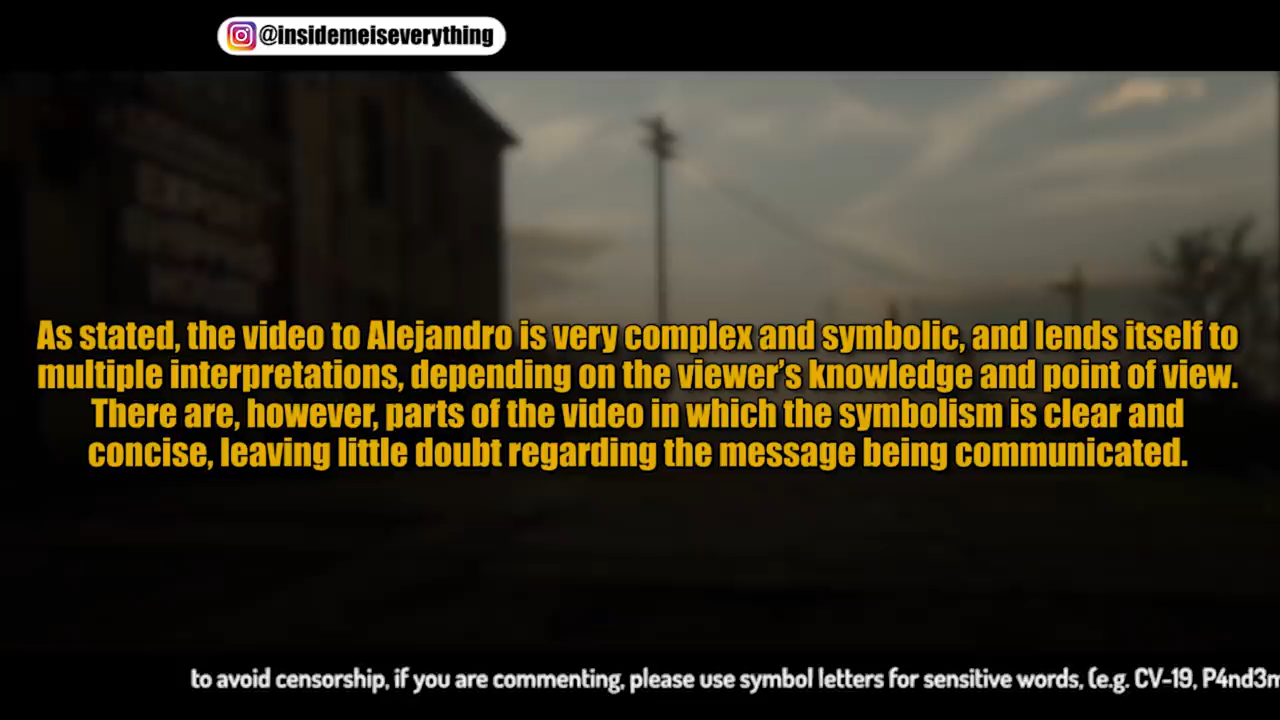 @insidemeiseverything
As stated, the video to Alejandro is very complex and symbolic, and lends itself to
multiple interpretations, depending on the viewer’s knowledge and point of view.
There are, however, parts of the video in which the symbolism is clear and
concise, leaving little doubt regarding the message being communicated.
to avoid censorship, if you are commenting, please use symbol letters for sensitive words, (e.g. CV-19, P4nd3m